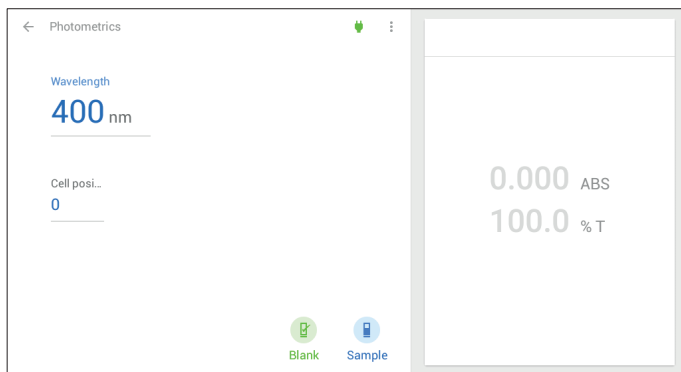 Photometrics
Wavelength
400 nm
Cell posi...
0
Blank Sample
0.000 ABS
100.0 % T